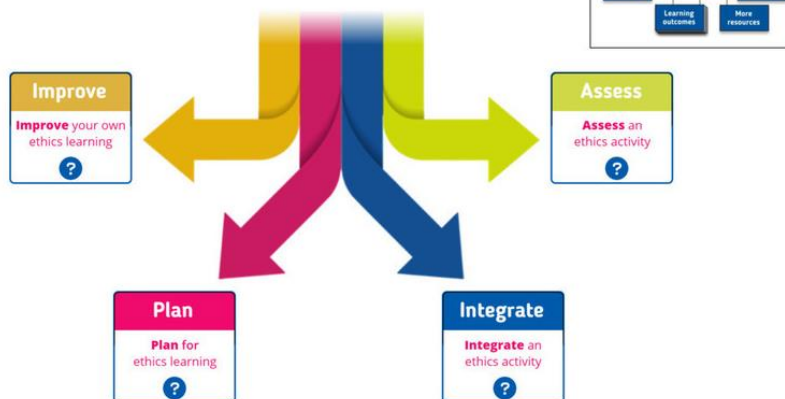 Learning
outcomes
More
resources
Improve
Improve your own
ethics learning
?
Assess
Assess an
ethics activity
?
Plan
Plan for
ethics learning
?
Integrate
Integrate an
ethics activity
?